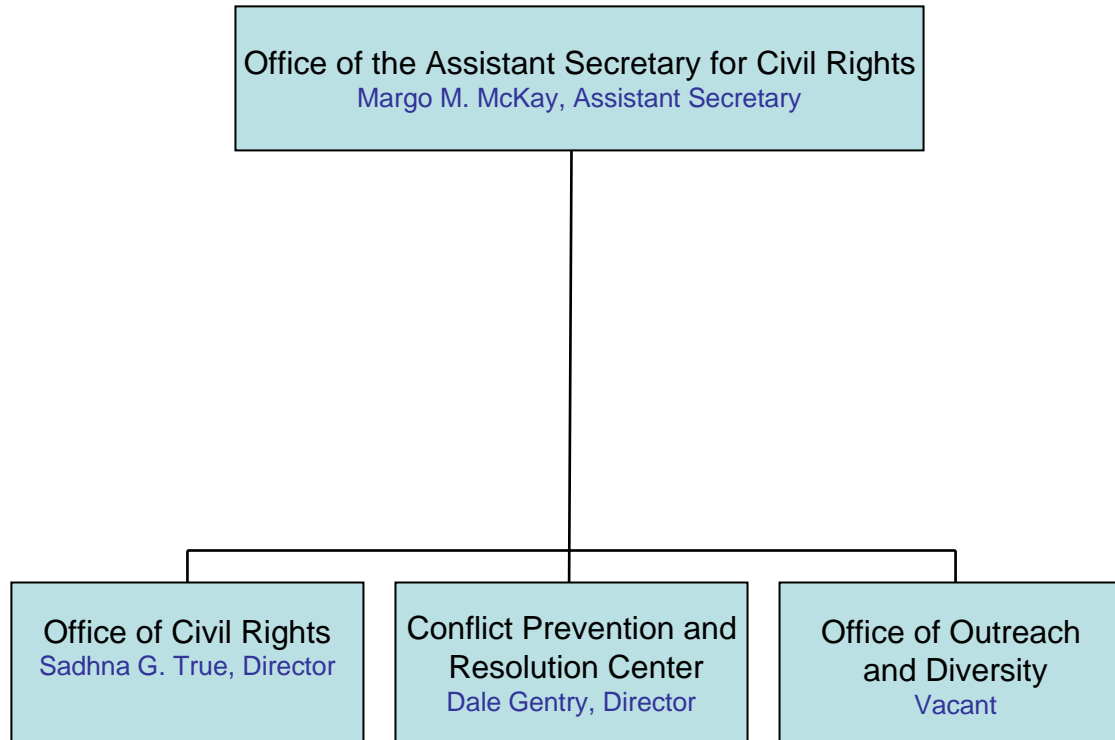 Office of the Assistant Secretary for Civil Rights
Margo M. McKay, Assistant Secretary
Office of Civil Rights
Sadhna G. True, Director
Conflict Prevention and
Resolution Center
Dale Gentry, Director
Office of Outreach
and Diversity
Vacant